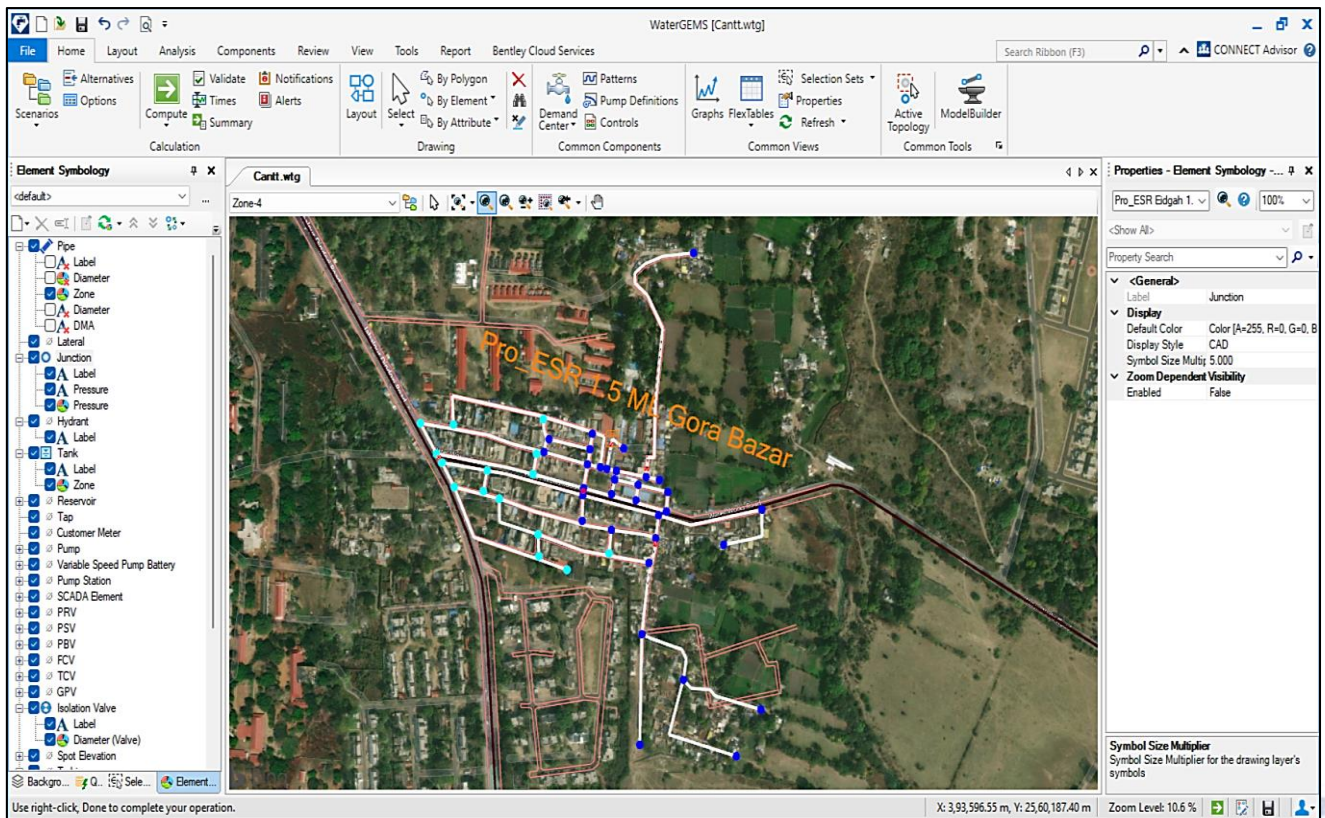 WaterGEMS [Cantt.wtg]
File Home Layout Analysis Components Review View Tools Report Bentley Cloud Services
Search Ribbon (F3)
CONNECT Advisor
Scenarios
Alternatives
Options
Compute
Validate
Times
Summary
Notifications
Alerts
Calculation
Layout
Select
By Polygon
By Element
By Attribute
Drawing
Demand Center
Patterns
Pump Definitions
Controls
Common Components
Graphs
FlexTables
Selection Sets
Properties
Refresh
Common Views
Active Topology
ModelBuilder
Common Tools
Element Symbology
<default>
...
Pipe
Label
Diameter
Zone
Diameter
DMA
Lateral
Junction
Label
Pressure
Pressure
Hydrant
Label
Tank
Label
Zone
Reservoir
Tap
Customer Meter
Pump
Variable Speed Pump Battery
Pump Station
SCADA Element
PRV
PSV
PBV
FCV
TCV
GPV
Isolation Valve
Label
Diameter (Valve)
Spot Elevation
Backgro... Q.. Sele... Element...
Cantt.wtg
Zone-4
Pro_ESR 1.5 ML Gora Bazar
Properties - Element Symbology -...
Pro_ESR Eidgah 1.
100%
<Show All>
Property Search
<General>
Label Junction
Display
Default Color Color [A=255, R=0, G=0, B
Display Style CAD
Symbol Size Multip 5.000
Zoom Dependent Visibility
Enabled False
Symbol Size Multiplier
Symbol Size Multiplier for the drawing layer's
symbols
Use right-click, Done to complete your operation.
X: 3,93,596.55 m, Y: 25,60,187.40 m
Zoom Level: 10.6 %